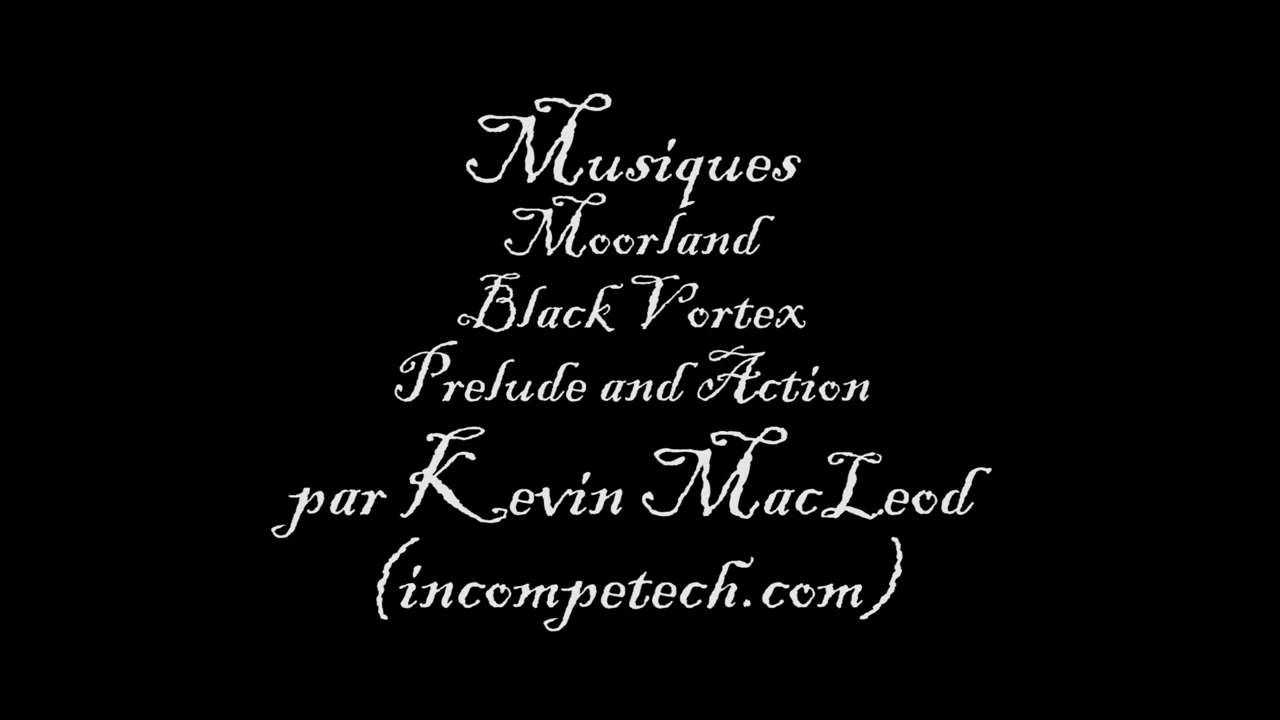 Musiques
Moorland
Black Vortex
Prelude and Action
par Kevin MacLeod
(incompetech.com)